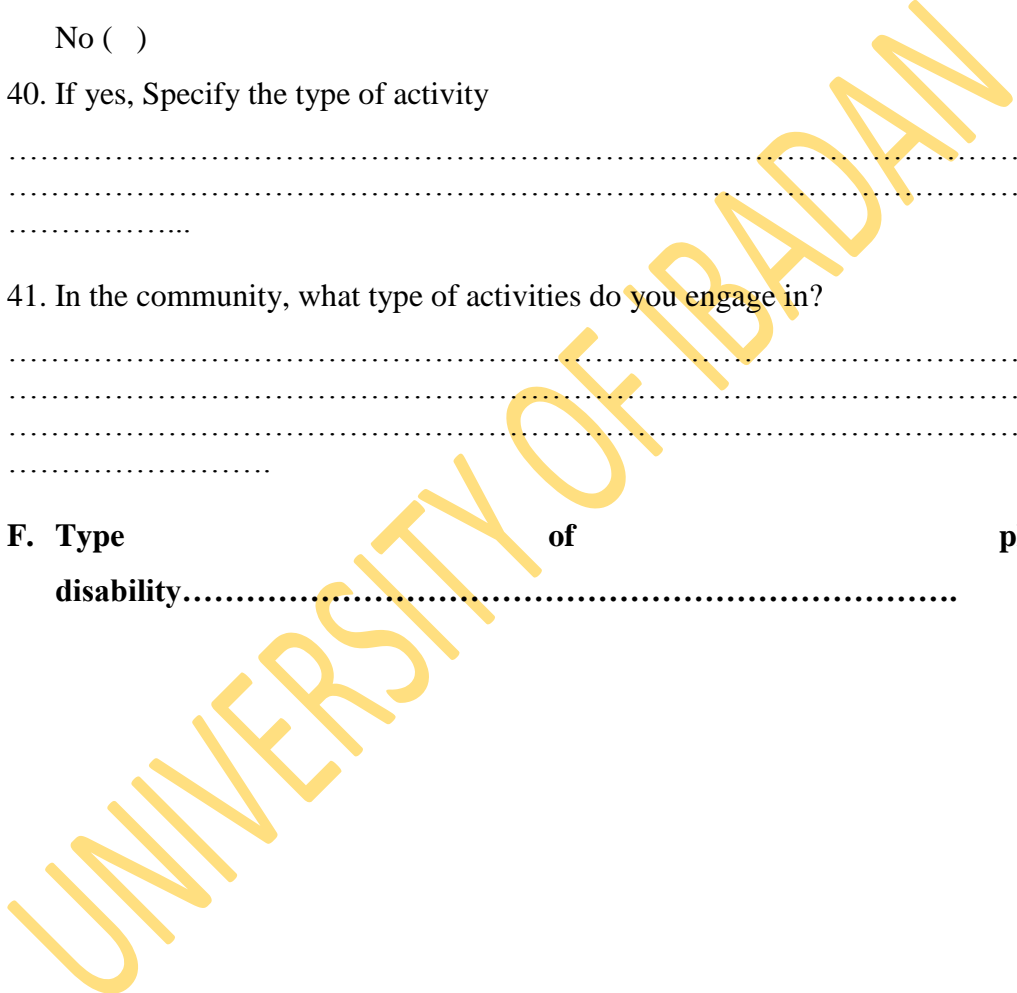 No (   )
40. If yes, Specify the type of activity
……………………………………………………………………………………
……………………………………………………………………………………
……………...
41. In the community, what type of activities do you engage in?
……………………………………………………………………………………
……………………………………………………………………………………
……………………………………………………………………………………
…………………….
F. Type of p
disability……………………………………………………………….
UNIVERSITY OF IBADAN